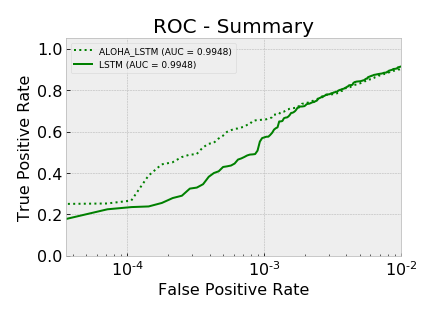 ROC - Summary
ALOHA_LSTM (AUC = 0.9948)
LSTM (AUC = 0.9948)
True Positive Rate
1.0
0.8
0.6
0.4
0.2
0.0
10⁻⁴ 10⁻³ 10⁻²
False Positive Rate